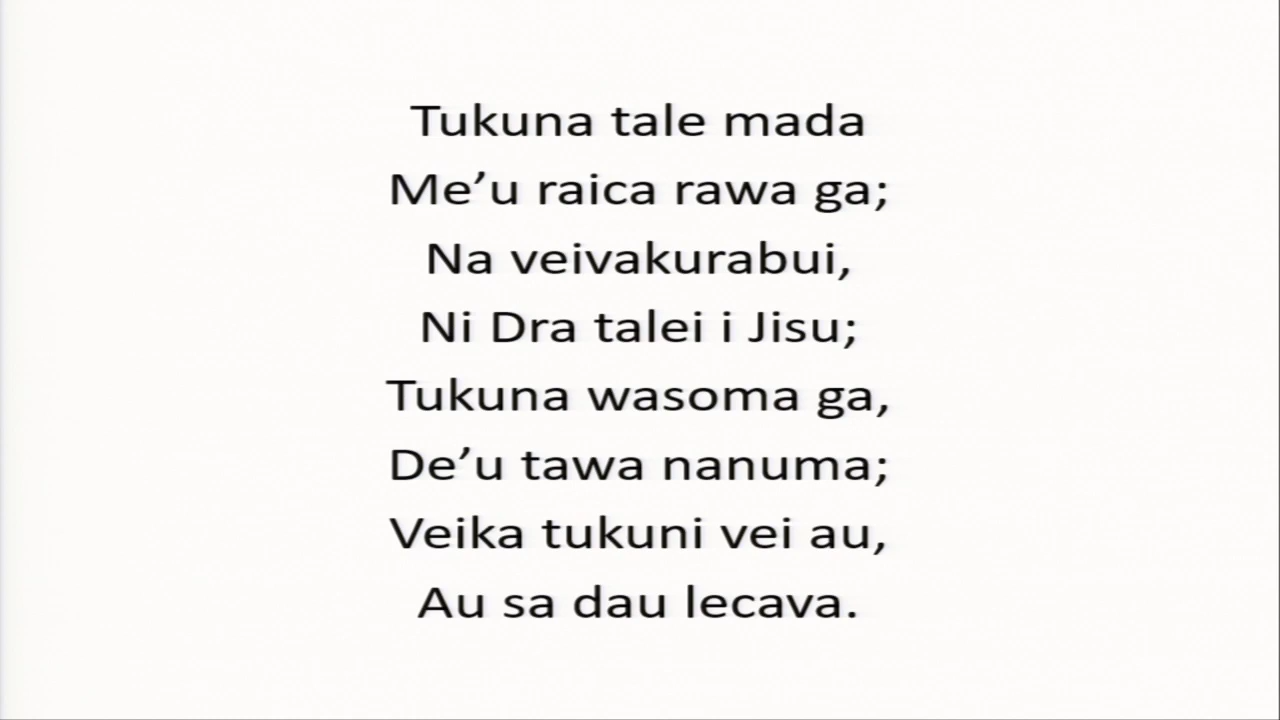 Tukuna tale mada
Me’u raica rawa ga;
Na veivakurabui,
Ni Dra talei i Jisu;
Tukuna wasoma ga,
De’u tawa nanuma;
Veika tukuni vei au,
Au sa dau lecava.